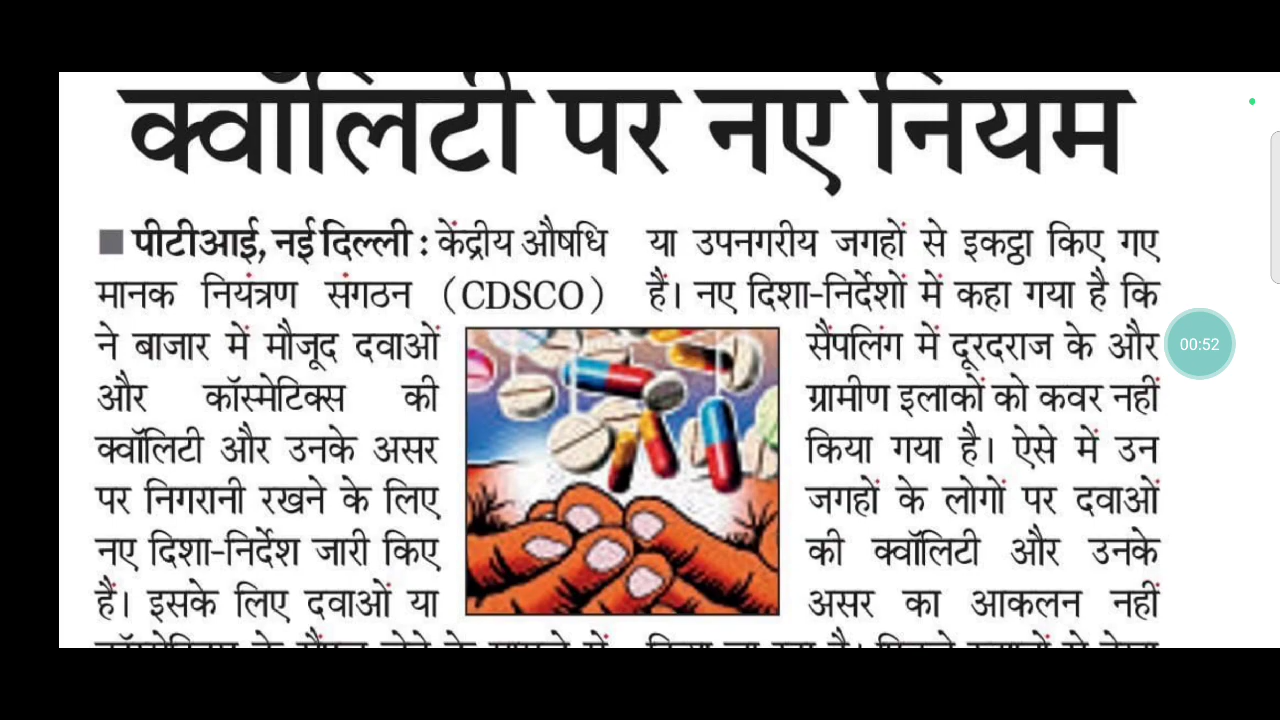 क्वॉलिटी पर नए नियम
■ पीटीआई, नई दिल्ली : केंद्रीय औषधि
मानक नियंत्रण संगठन (CDSCO)
ने बाजार में मौजूद दवाओं
और कॉस्मेटिक्स की
क्वॉलिटी और उनके असर
पर निगरानी रखने के लिए
नए दिशा-निर्देश जारी किए
हैं। इसके लिए दवाओं या
या उपनगरीय जगहों से इकट्ठा किए गए
हैं। नए दिशा-निर्देशों में कहा गया है कि
सैंपलिंग में दूरदराज के और
ग्रामीण इलाकों को कवर नहीं
किया गया है। ऐसे में उन
जगहों के लोगों पर दवाओं
की क्वॉलिटी और उनके
असर का आकलन नहीं
00:52